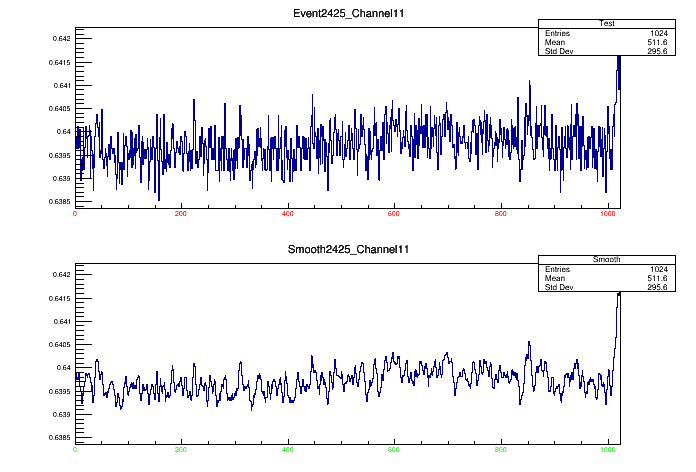 Event2425_Channel11
Test
Entries 1024
Mean 511.6
Std Dev 295.6
0.642
0.6415
0.641
0.6405
0.64
0.6395
0.639
0.6385
0 200 400 600 800 1000
Smooth2425_Channel11
Smooth
Entries 1024
Mean 511.6
Std Dev 295.6
0.642
0.6415
0.641
0.6405
0.64
0.6395
0.639
0.6385
0 200 400 600 800 1000